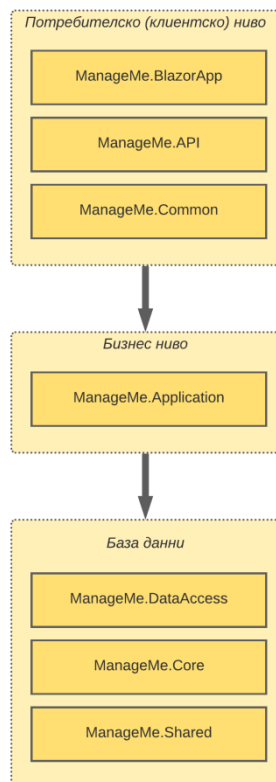 Потребителско (клиентско) ниво
ManageMe.BlazorApp
ManageMe.API
ManageMe.Common
Бизнес ниво
ManageMe.Application
База данни
ManageMe.DataAccess
ManageMe.Core
ManageMe.Shared